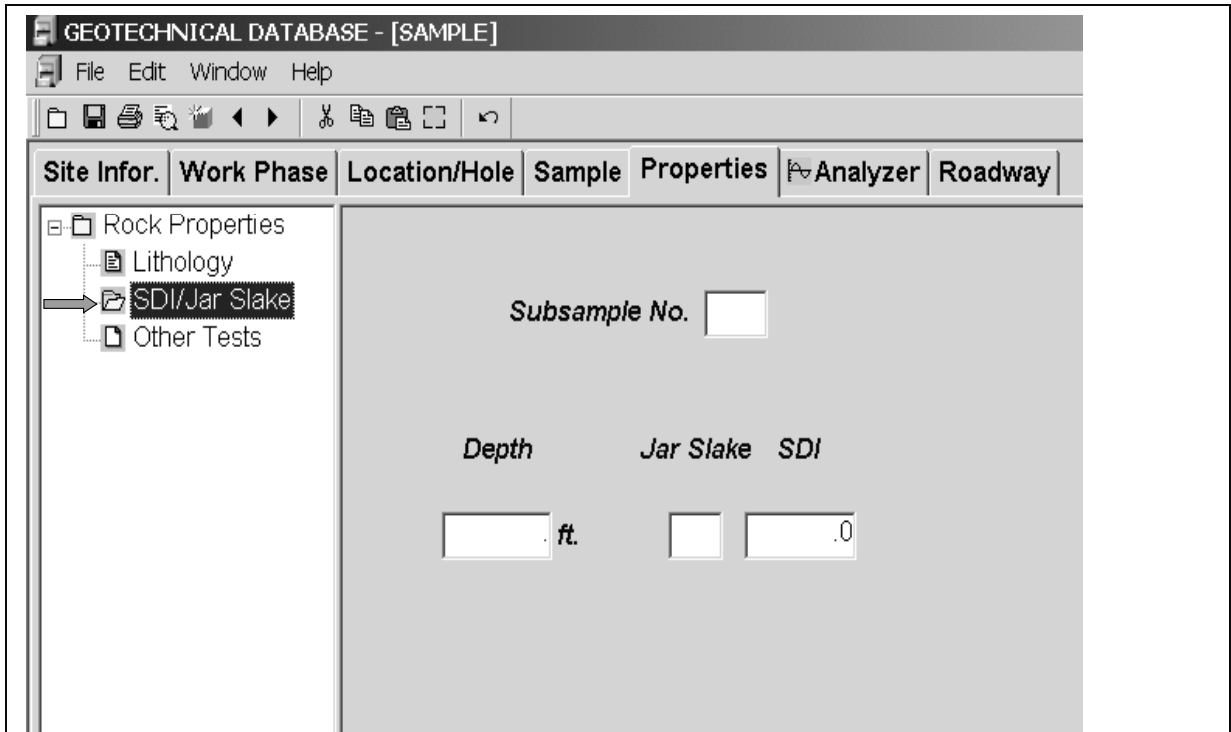 GEOTECHNICAL DATABASE - [SAMPLE]
File Edit Window Help
Site Infor. Work Phase Location/Hole Sample Properties Analyzer Roadway
Rock Properties
Lithology
SDI/Jar Slake
Other Tests
Subsample No.
Depth Jar Slake SDI
. ft. .0